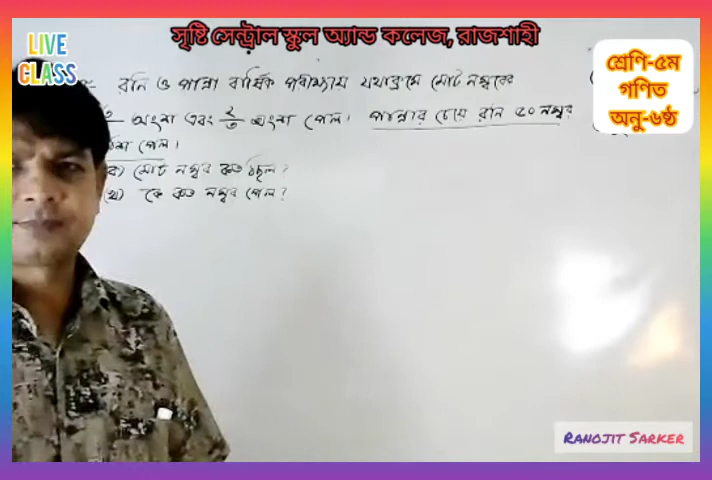 সৃষ্টি সেন্ট্রাল স্কুল অ্যান্ড কলেজ, রাজশাহী
LIVE
CLASS
শ্রেণি-৫ম
গণিত
অনু-৬ষ্ঠ
রনি ও পান্না বার্ষিক পরীক্ষায় যথাক্রমে মোট নম্বরের
অংশ এবং ২/৩ অংশ পেল। পান্নার চেয়ে রনি ৫০ নম্বর
বেশি পেল।
ক) মোট নম্বর কত ছিল?
(খ) কে কত নম্বর পেল?
RANOJIT SARKER